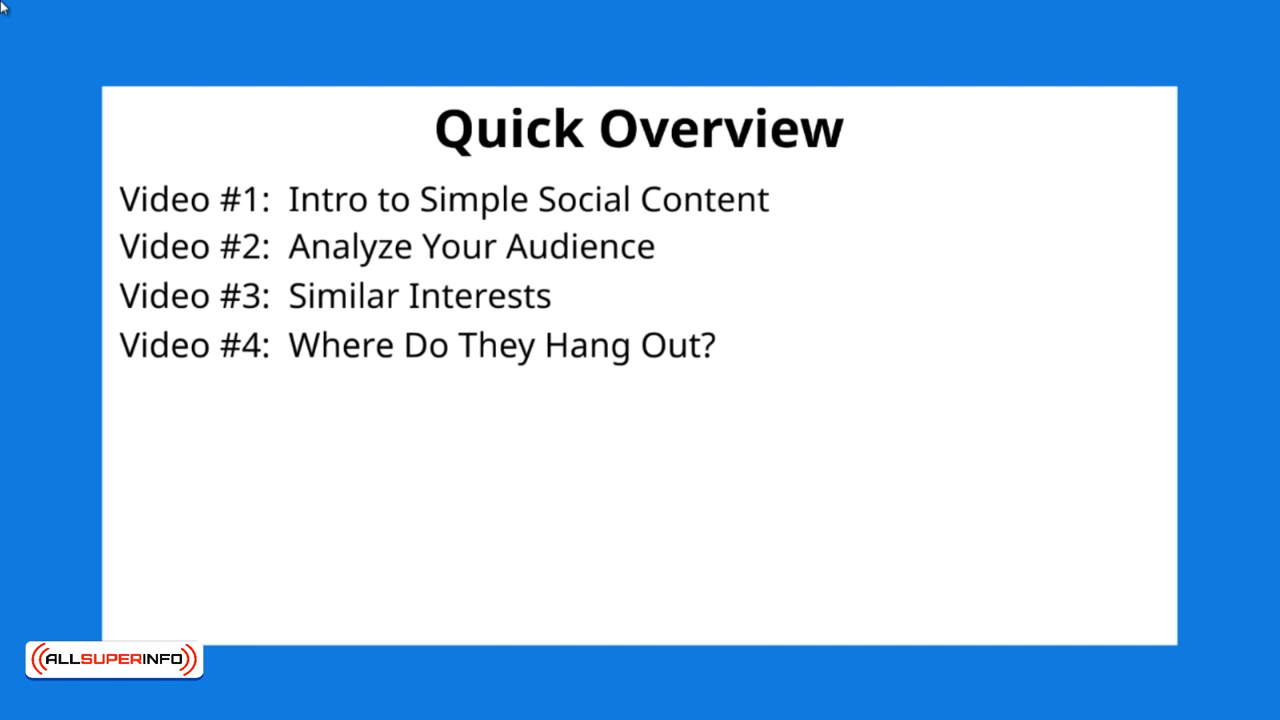 Quick Overview
Video #1: Intro to Simple Social Content
Video #2: Analyze Your Audience
Video #3: Similar Interests
Video #4: Where Do They Hang Out?
ALLSUPERINFO